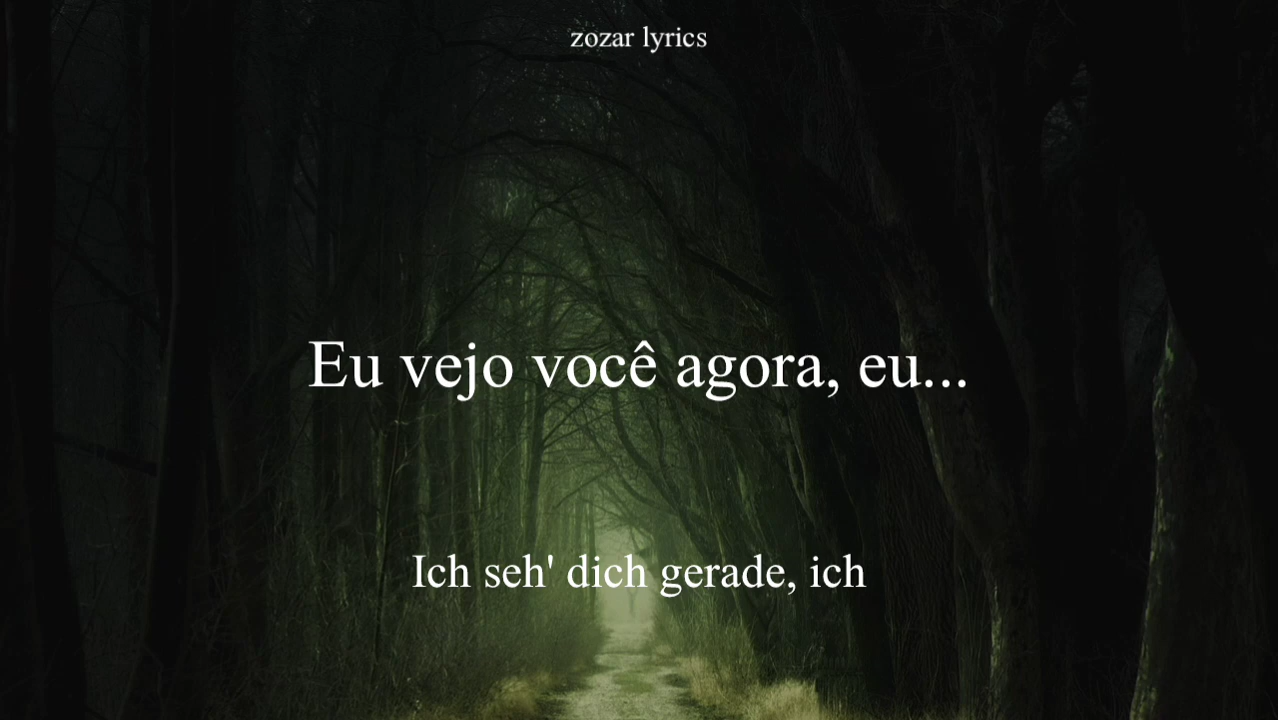 zozar lyrics
Eu vejo você agora, eu...
Ich seh' dich gerade, ich